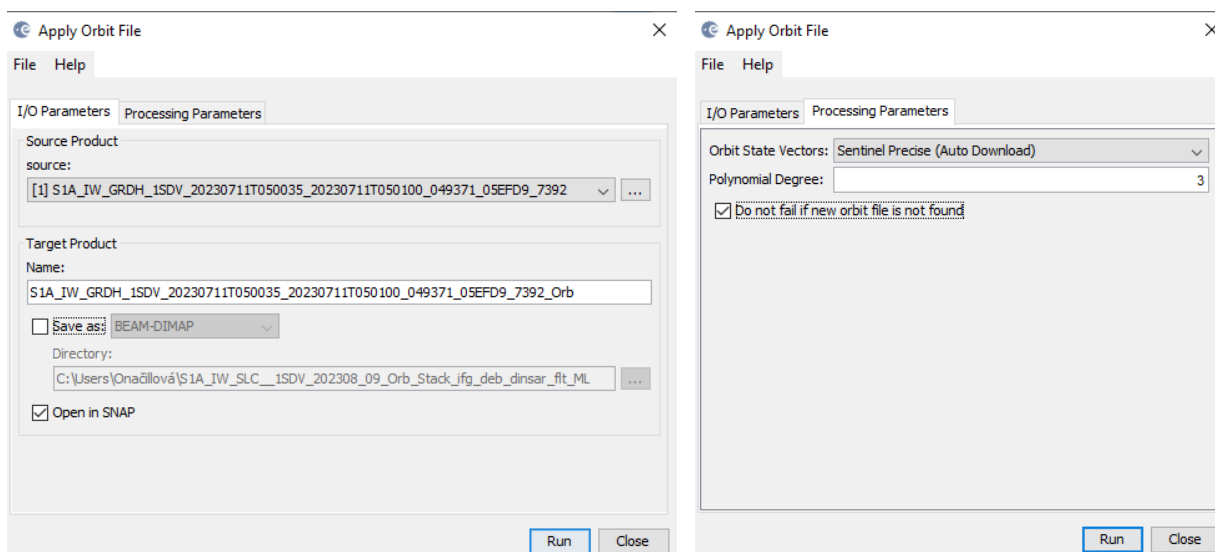 Apply Orbit File
File Help
I/O Parameters Processing Parameters
Source Product
source:
[1] S1A_IW_GRDH_1SDV_20230711T050035_20230711T050100_049371_05EFD9_7392
...
Target Product
Name:
S1A_IW_GRDH_1SDV_20230711T050035_20230711T050100_049371_05EFD9_7392_Orb
Save as: BEAM-DIMAP
Directory:
C:\Users\Onačillová\S1A_IW_SLC__1SDV_202308_09_Orb_Stack_ifg_deb_dinsar_flt_ML
...
Open in SNAP
Run Close
Apply Orbit File
File Help
I/O Parameters Processing Parameters
Orbit State Vectors: Sentinel Precise (Auto Download)
Polynomial Degree: 3
Do not fail if new orbit file is not found
Run Close